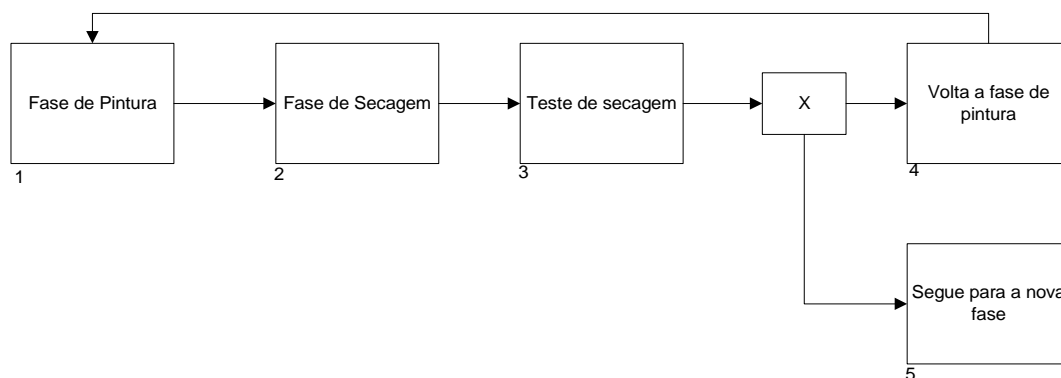 Fase de Pintura
1
Fase de Secagem
2
Teste de secagem
3
X
Volta a fase de
pintura
4
Segue para a nova
fase
5